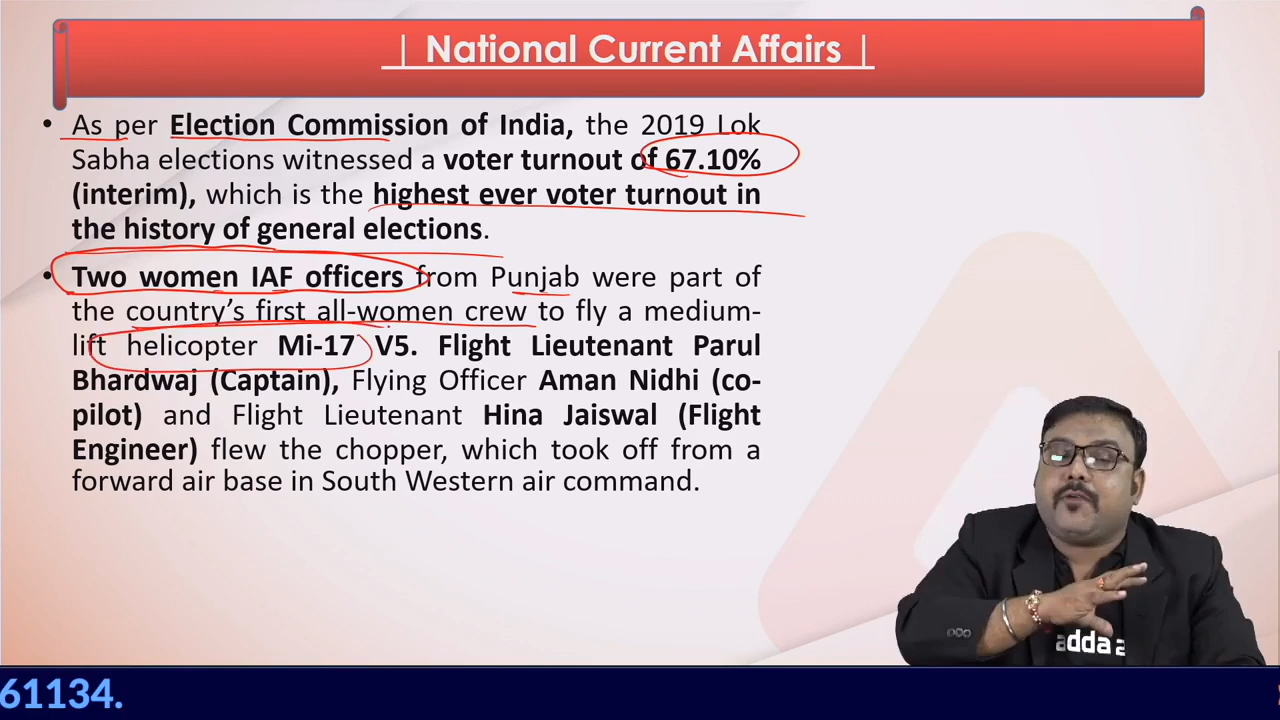 | National Current Affairs |
• As per Election Commission of India, the 2019 Lok
Sabha elections witnessed a voter turnout of 67.10%
(interim), which is the highest ever voter turnout in
the history of general elections.
• Two women IAF officers from Punjab were part of
the country’s first all-women crew to fly a medium-
lift helicopter Mi-17 V5. Flight Lieutenant Parul
Bhardwaj (Captain), Flying Officer Aman Nidhi (co-
pilot) and Flight Lieutenant Hina Jaiswal (Flight
Engineer) flew the chopper, which took off from a
forward air base in South Western air command.
adda
61134.